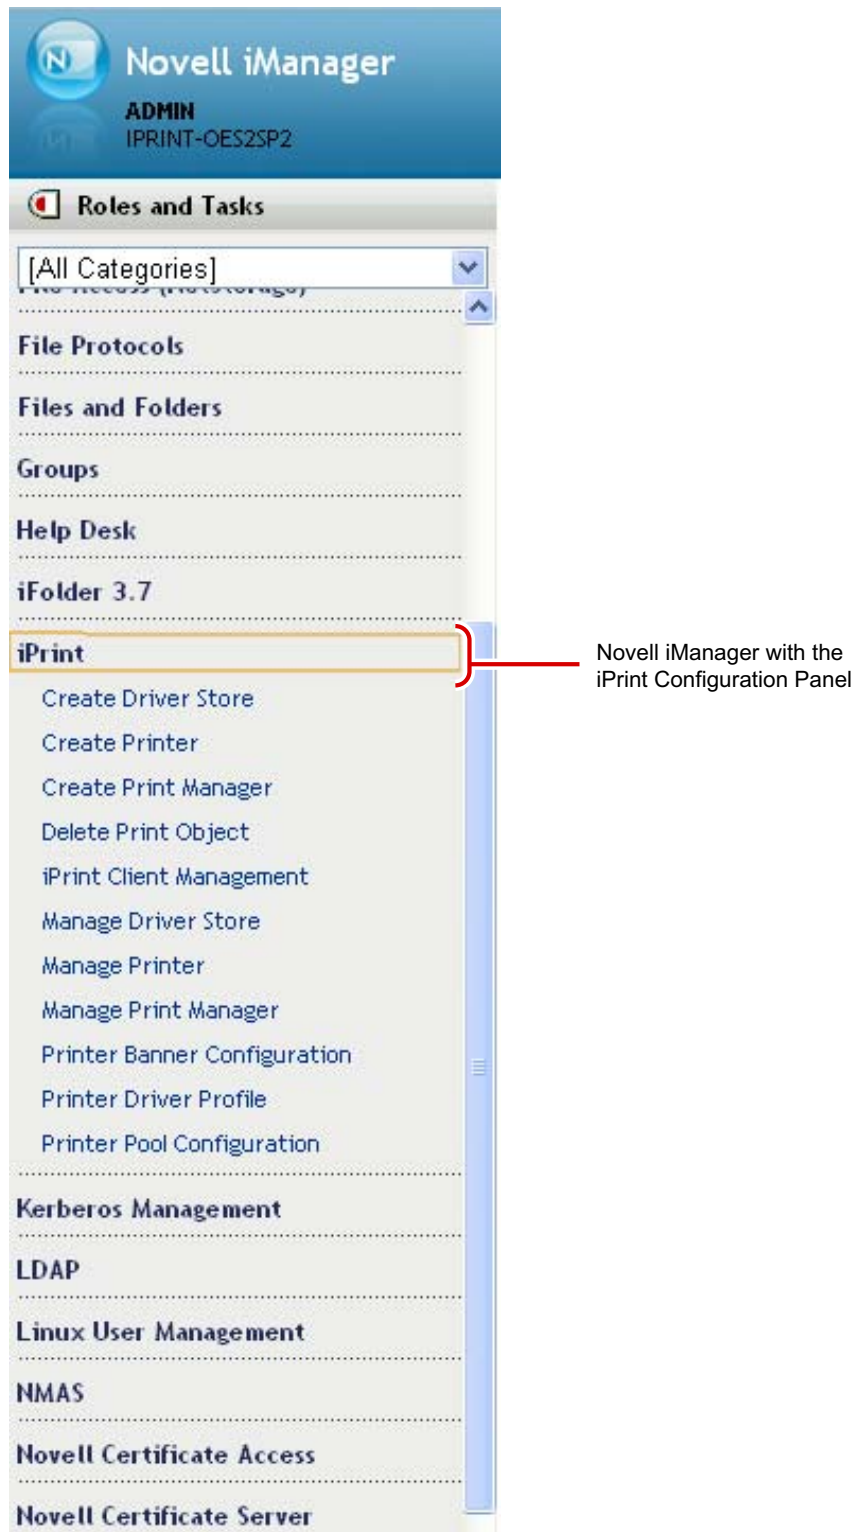 N
Novell iManager
ADMIN
IPRINT-OES2SP2
Roles and Tasks
[All Categories]
File Protocols
Files and Folders
Groups
Help Desk
iFolder 3.7
iPrint
Novell iManager with the
iPrint Configuration Panel
Create Driver Store
Create Printer
Create Print Manager
Delete Print Object
iPrint Client Management
Manage Driver Store
Manage Printer
Manage Print Manager
Printer Banner Configuration
Printer Driver Profile
Printer Pool Configuration
Kerberos Management
LDAP
Linux User Management
NMAS
Novell Certificate Access
Novell Certificate Server